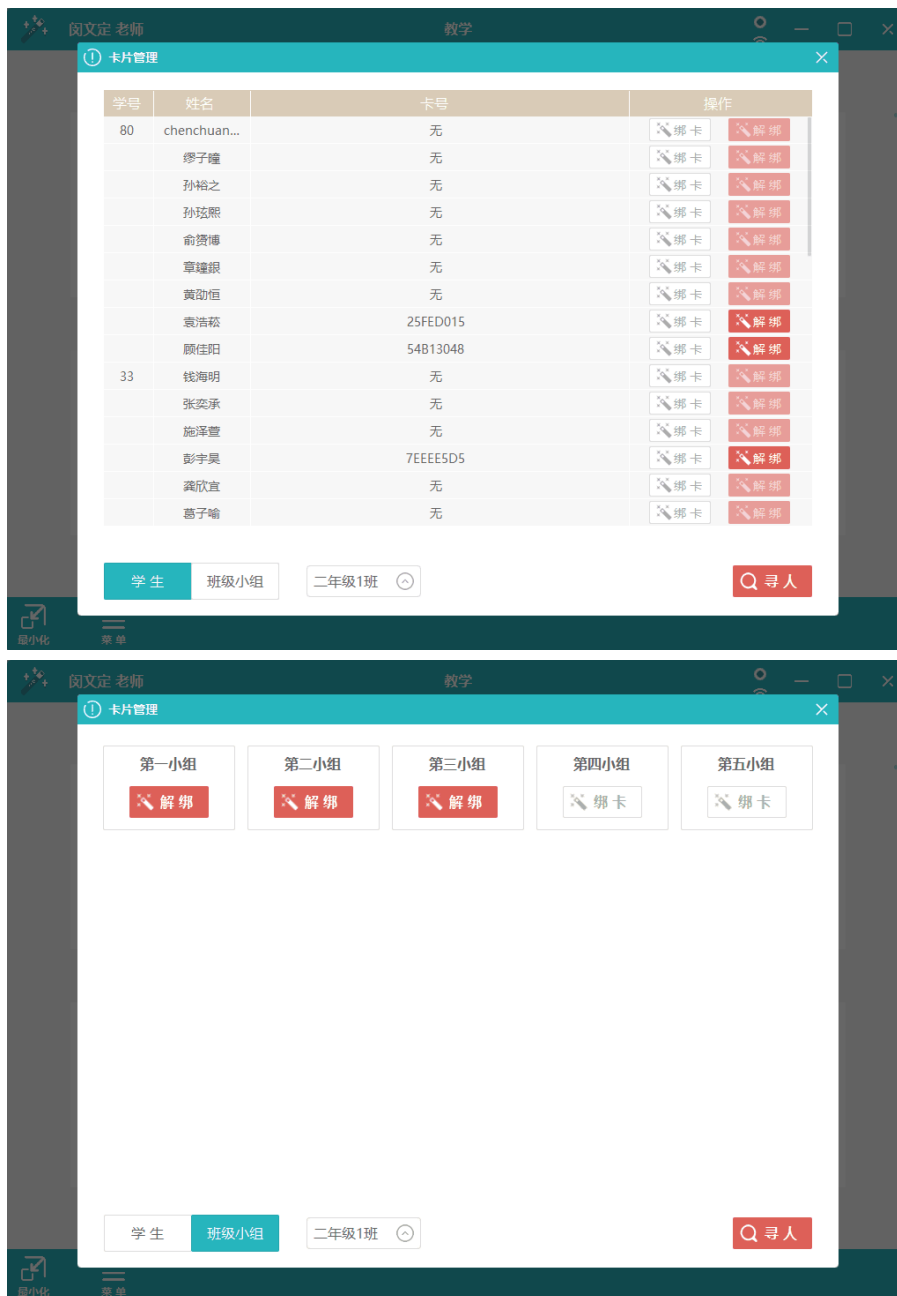 闵文定 老师 教学
卡片管理
学号 姓名 卡号 操作
80 chenchuan... 无 绑 卡 解 绑
缪子瞳 无 绑 卡 解 绑
孙裕之 无 绑 卡 解 绑
孙玹熙 无 绑 卡 解 绑
俞赟博 无 绑 卡 解 绑
章鐘銀 无 绑 卡 解 绑
黄劭恒 无 绑 卡 解 绑
袁浩菘 25FED015 绑 卡 解 绑
顾佳阳 54B13048 绑 卡 解 绑
33 钱海明 无 绑 卡 解 绑
张奕承 无 绑 卡 解 绑
施泽萱 无 绑 卡 解 绑
彭宇昊 7EEEE5D5 绑 卡 解 绑
龚欣宜 无 绑 卡 解 绑
葛子喻 无 绑 卡 解 绑
学 生 班级小组 二年级1班 寻 人
最小化 菜 单
闵文定 老师 教学
卡片管理
第一小组 第二小组 第三小组 第四小组 第五小组
解 绑 解 绑 解 绑 绑 卡 绑 卡
学 生 班级小组 二年级1班 寻 人
最小化 菜 单